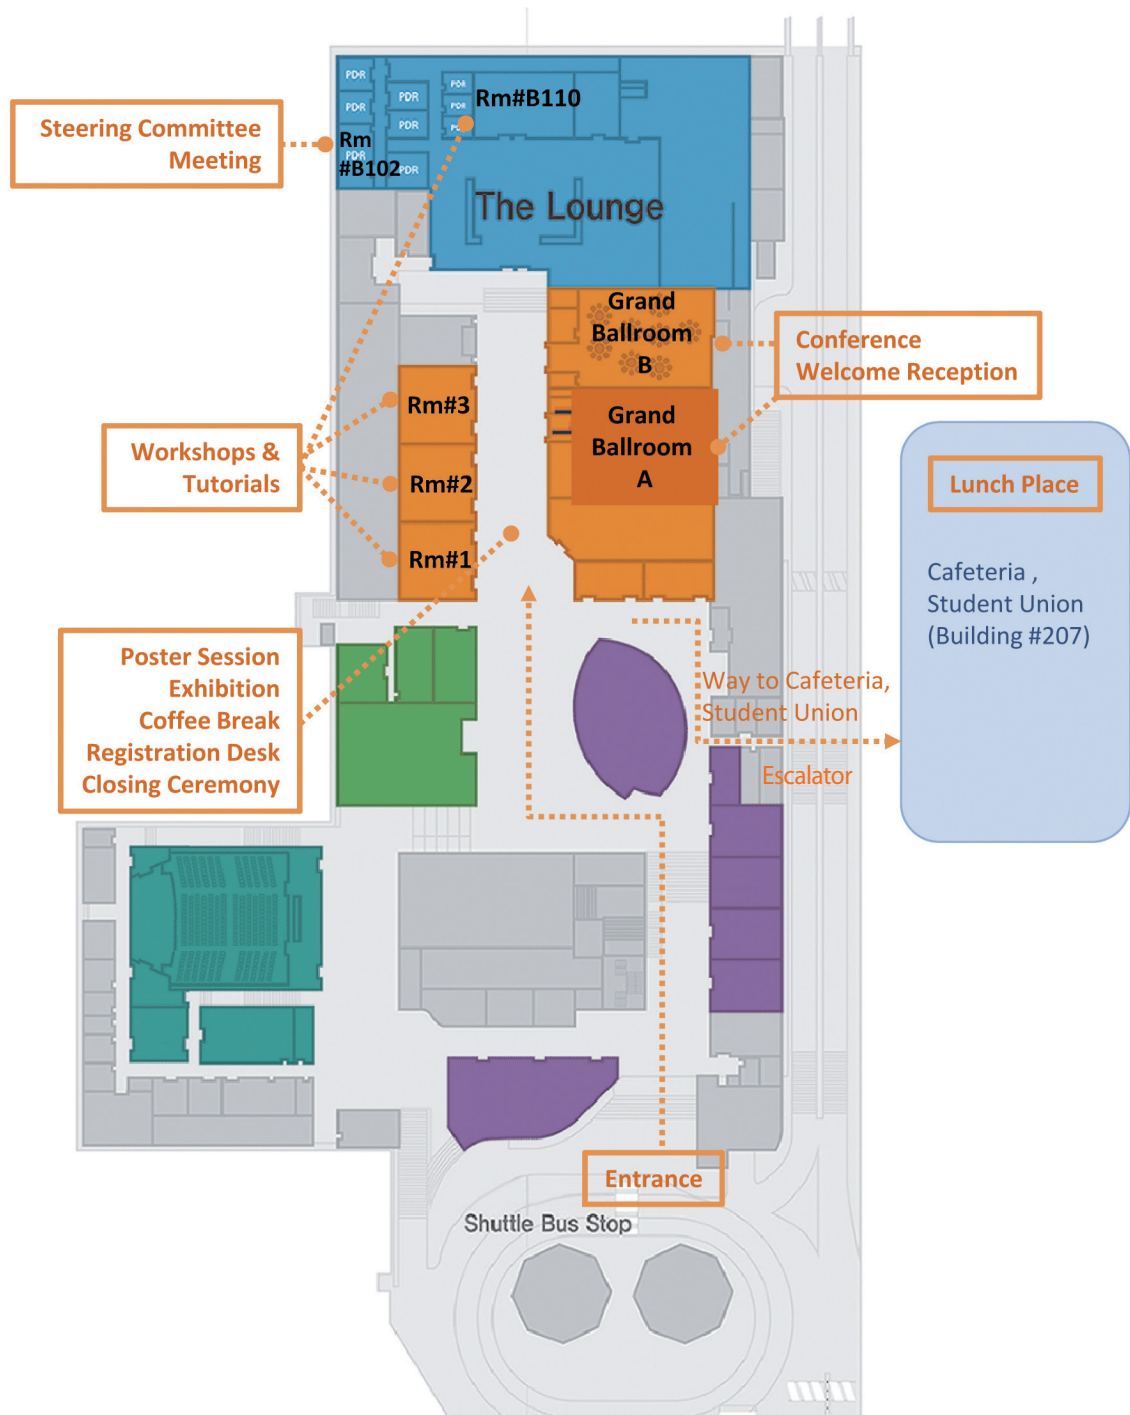 PDR
PDR
PDR
PDR
PDR
PDR
PDR
PDR
Rm#B110
Steering Committee
Meeting
Rm
#B102
The Lounge
Grand
Ballroom
B
Conference
Welcome Reception
Grand
Ballroom
A
Rm#3
Workshops &
Tutorials
Rm#2
Rm#1
Lunch Place
Cafeteria ,
Student Union
(Building #207)
Poster Session
Exhibition
Coffee Break
Registration Desk
Closing Ceremony
Way to Cafeteria,
Student Union
Escalator
Entrance
Shuttle Bus Stop